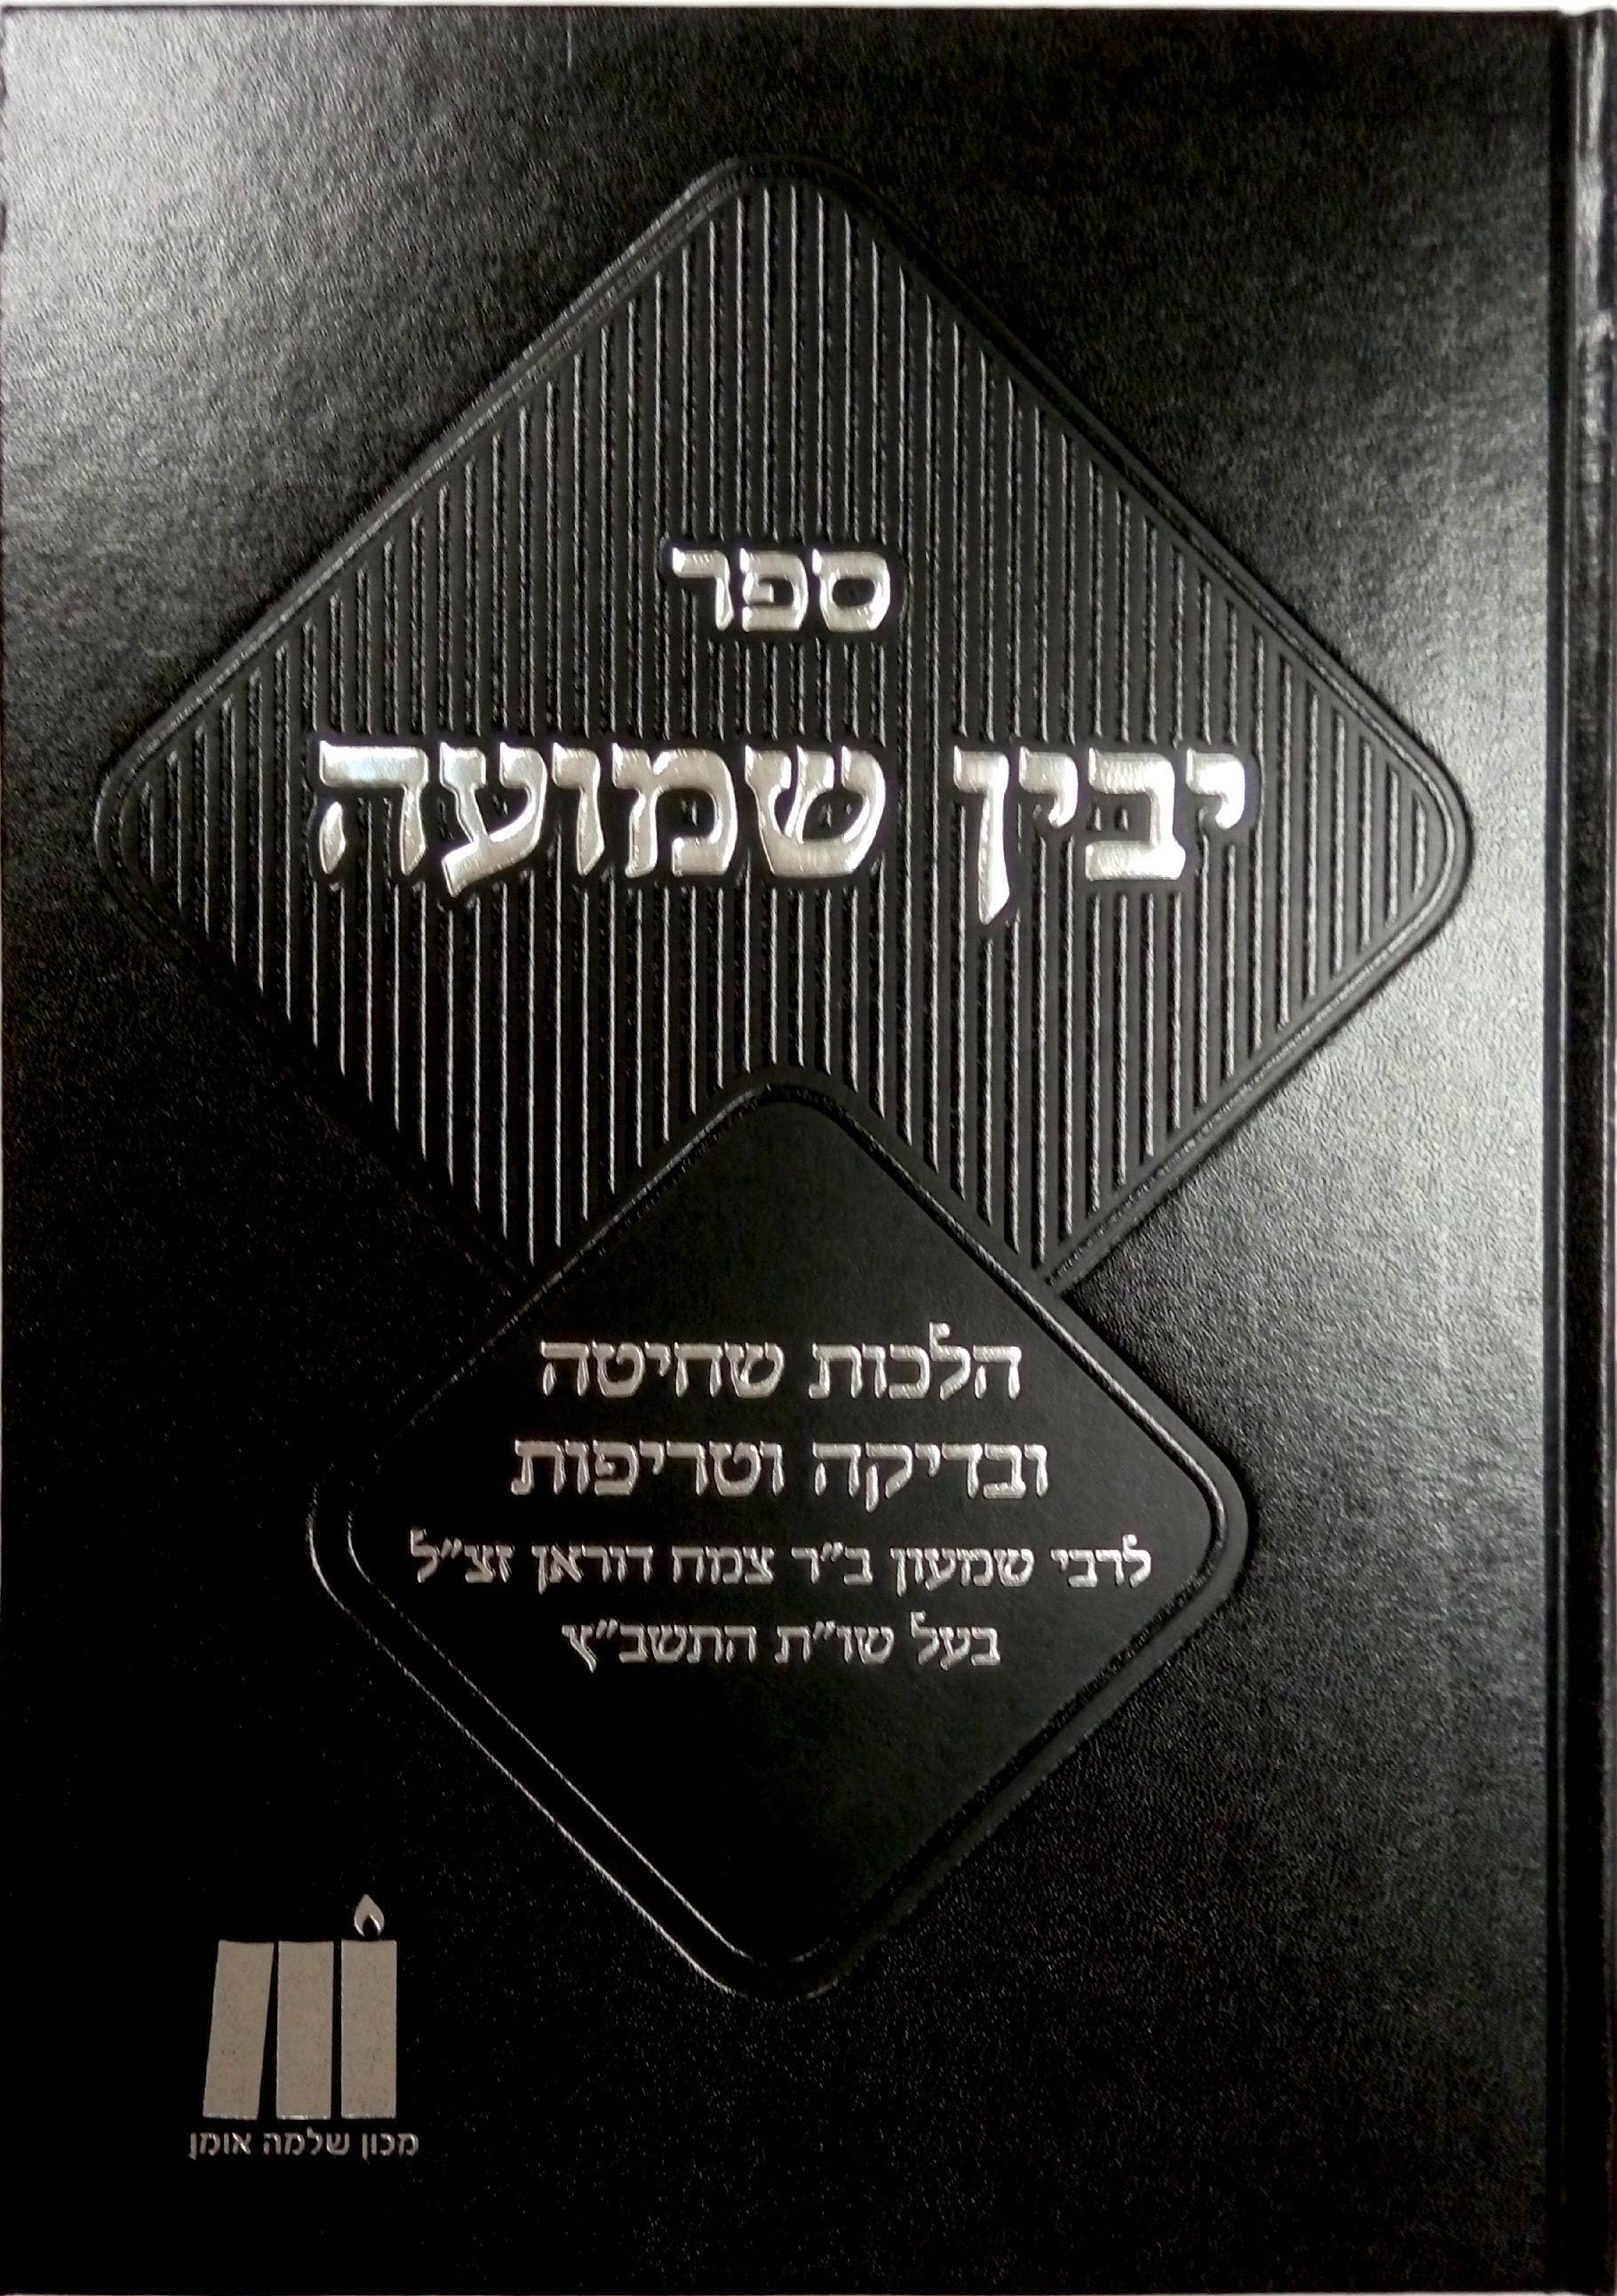 ספר
יבין שמועה
הלכות שחיטה
ובדיקה וטריפות
לרבי שמעון ב"ר צמח דוראן זצ"ל
בעל שו"ת התשב"ץ
מכון שלמה אומן